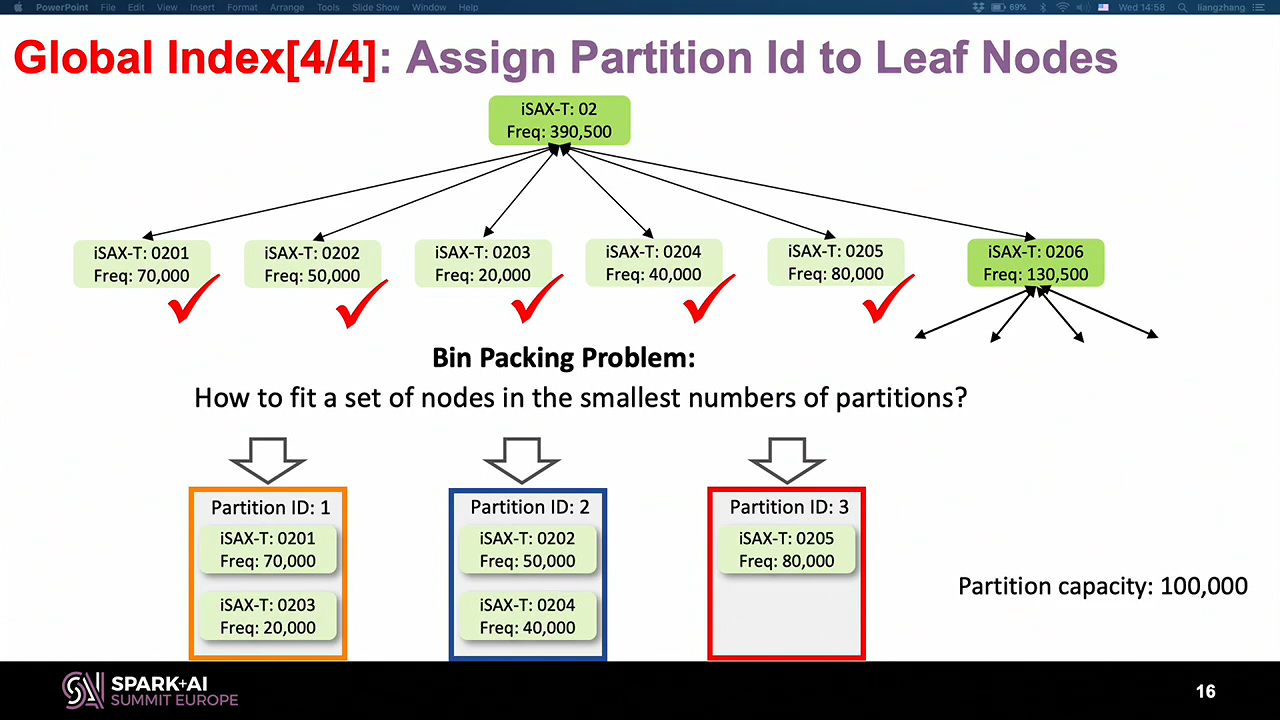 PowerPoint File Edit View Insert Format Arrange Tools Slide Show Window Help 69% Wed 14:58 liangzhang
Global Index[4/4]: Assign Partition Id to Leaf Nodes
iSAX-T: 02
Freq: 390,500
iSAX-T: 0201
Freq: 70,000
iSAX-T: 0202
Freq: 50,000
iSAX-T: 0203
Freq: 20,000
iSAX-T: 0204
Freq: 40,000
iSAX-T: 0205
Freq: 80,000
iSAX-T: 0206
Freq: 130,500
Bin Packing Problem:
How to fit a set of nodes in the smallest numbers of partitions?
Partition ID: 1
iSAX-T: 0201
Freq: 70,000
iSAX-T: 0203
Freq: 20,000
Partition ID: 2
iSAX-T: 0202
Freq: 50,000
iSAX-T: 0204
Freq: 40,000
Partition ID: 3
iSAX-T: 0205
Freq: 80,000
Partition capacity: 100,000
SPARK+AI
SUMMIT EUROPE
16